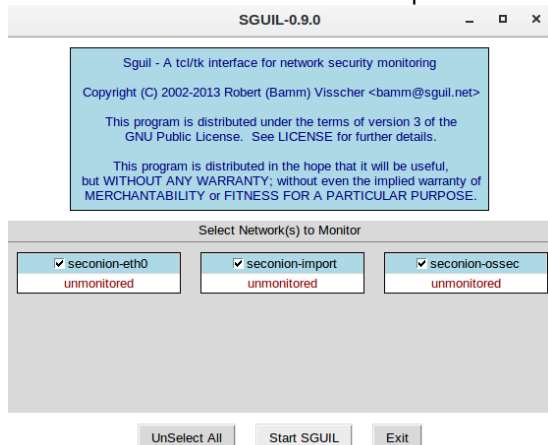 SGUIL-0.9.0
Sguil - A tcl/tk interface for network security monitoring
Copyright (C) 2002-2013 Robert (Bamm) Visscher <bamm@sguil.net>
This program is distributed under the terms of version 3 of the
GNU Public License. See LICENSE for further details.
This program is distributed in the hope that it will be useful,
but WITHOUT ANY WARRANTY; without even the implied warranty of
MERCHANTABILITY or FITNESS FOR A PARTICULAR PURPOSE.
Select Network(s) to Monitor
seconion-eth0 seconion-import seconion-ossec
unmonitored unmonitored unmonitored
UnSelect All Start SGUIL Exit